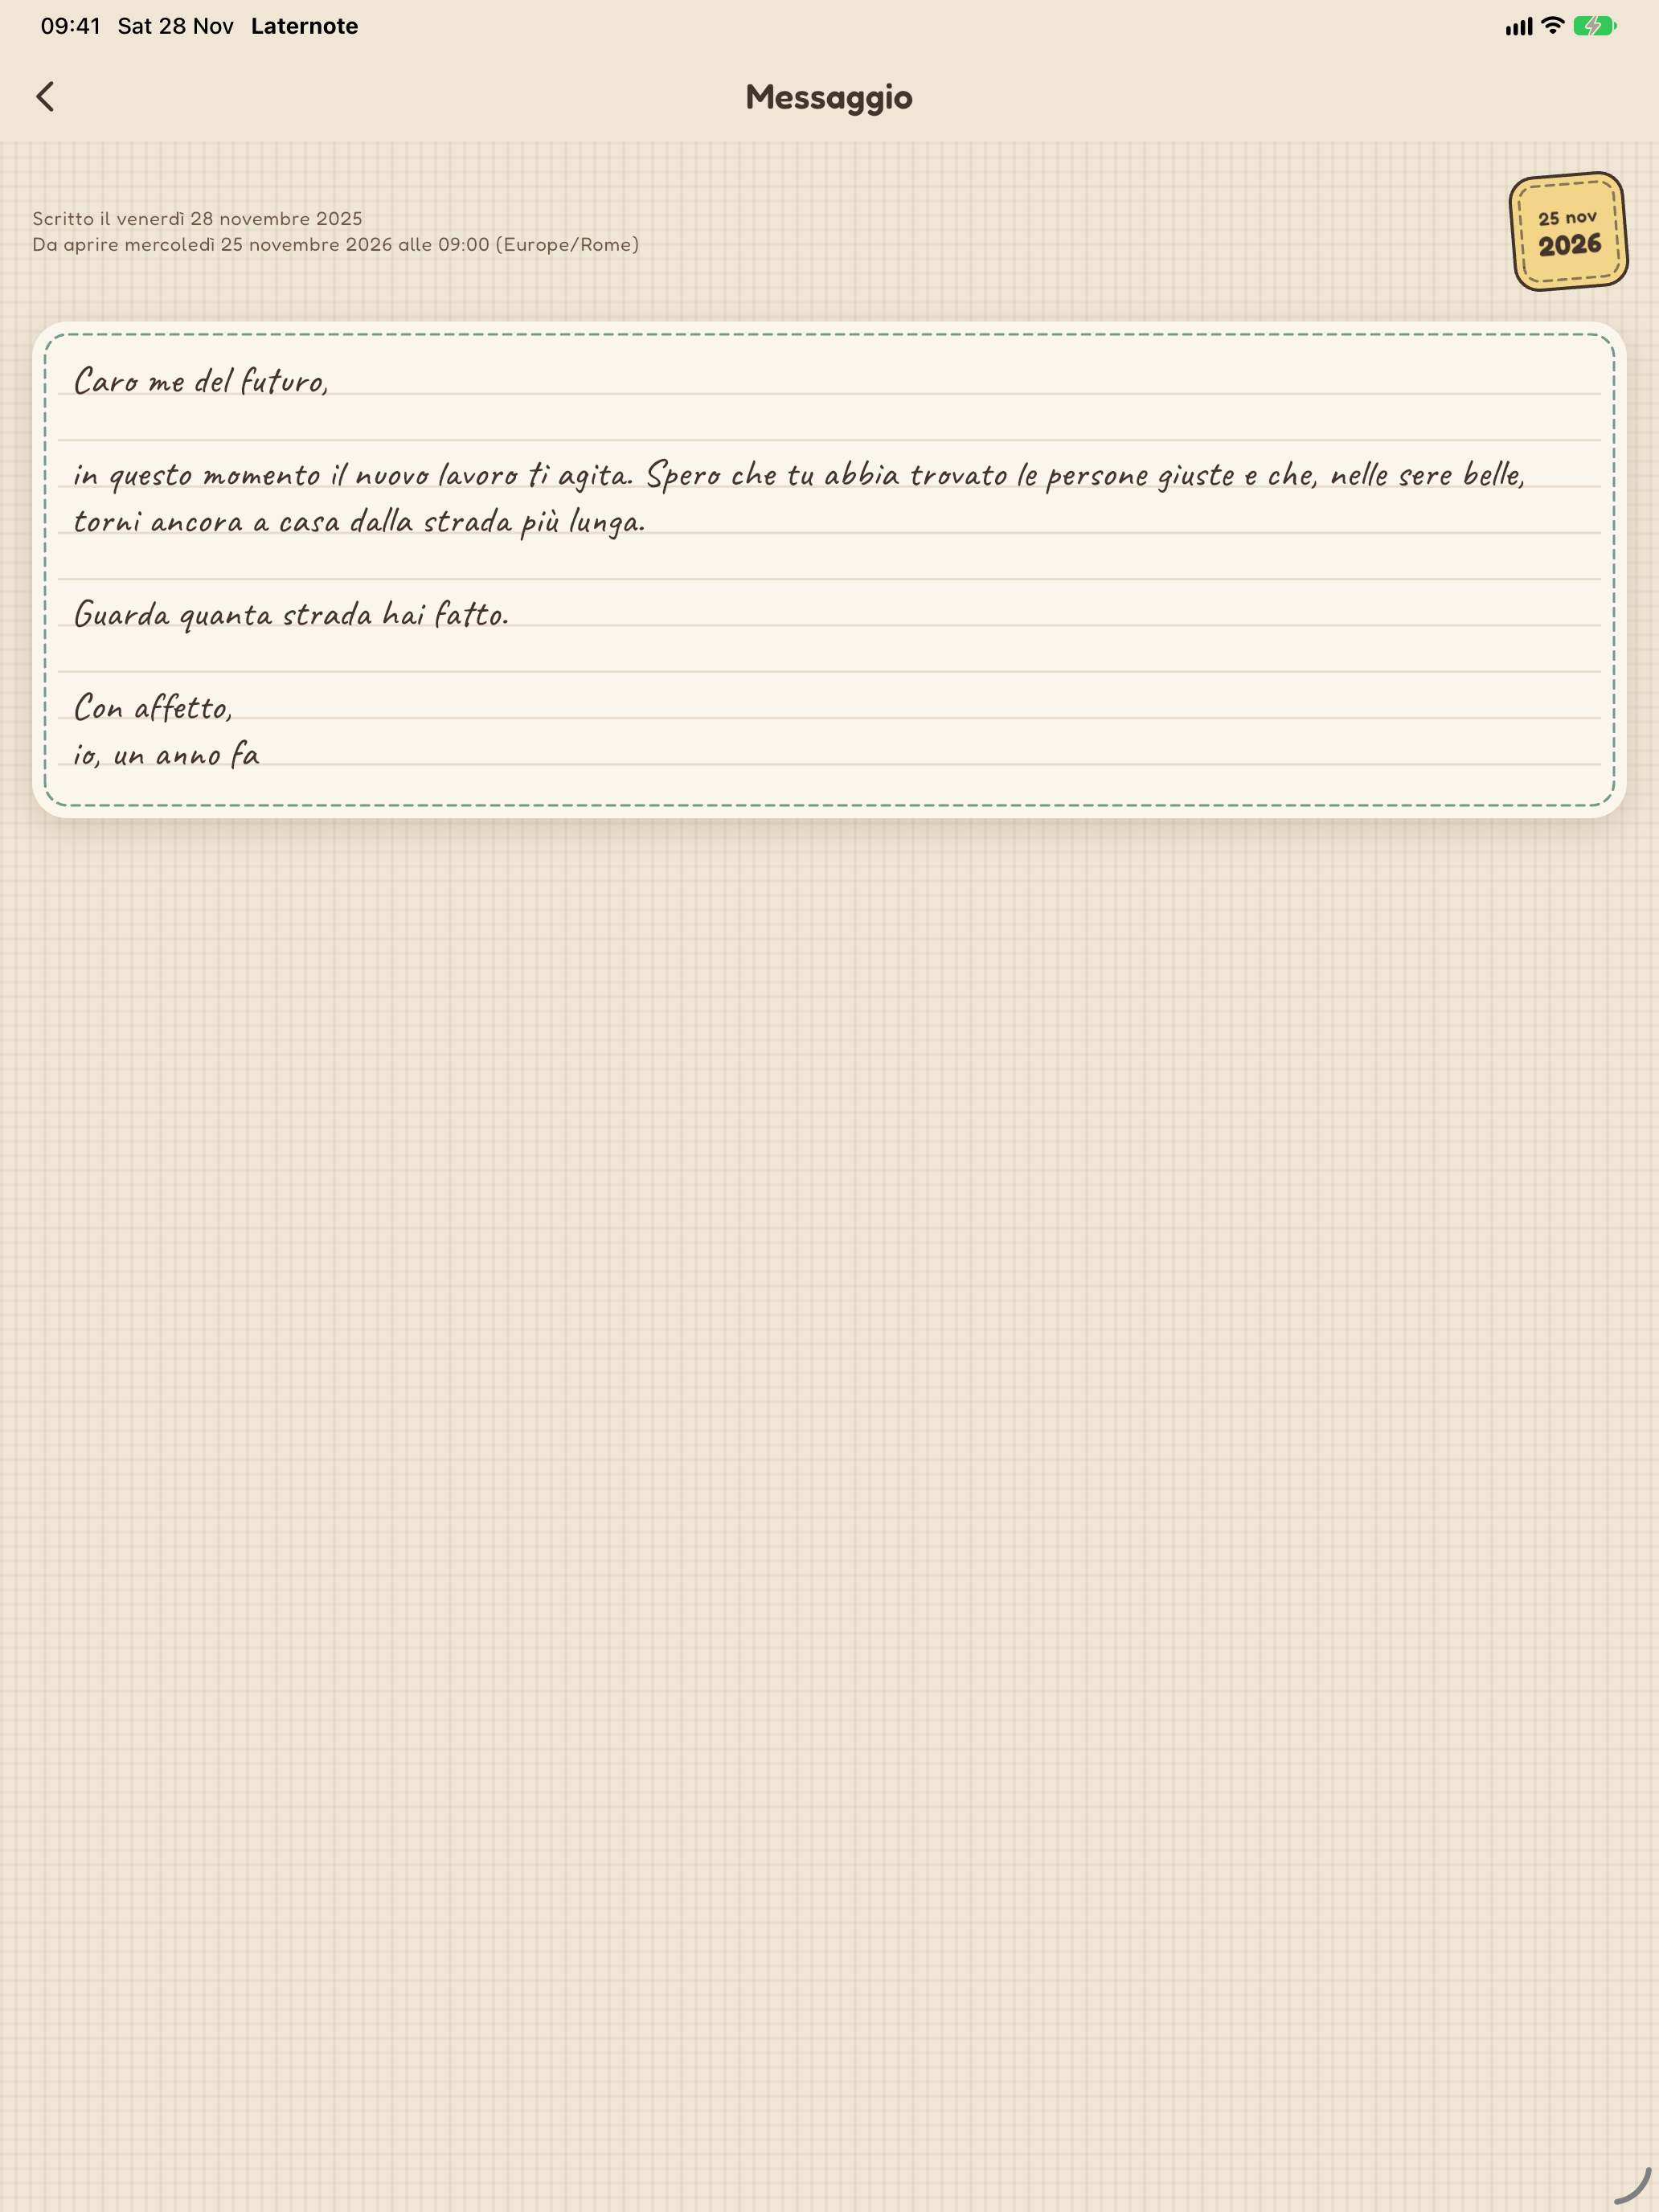 09:41 Sat 28 Nov Laternote
Messaggio
Scritto il venerdì 28 novembre 2025
Da aprire mercoledì 25 novembre 2026 alle 09:00 (Europe/Rome)
25 nov
2026
Caro me del futuro,
in questo momento il nuovo lavoro ti agita. Spero che tu abbia trovato le persone giuste e che, nelle sere belle,
torni ancora a casa dalla strada più lunga.
Guarda quanta strada hai fatto.
Con affetto,
io, un anno fa